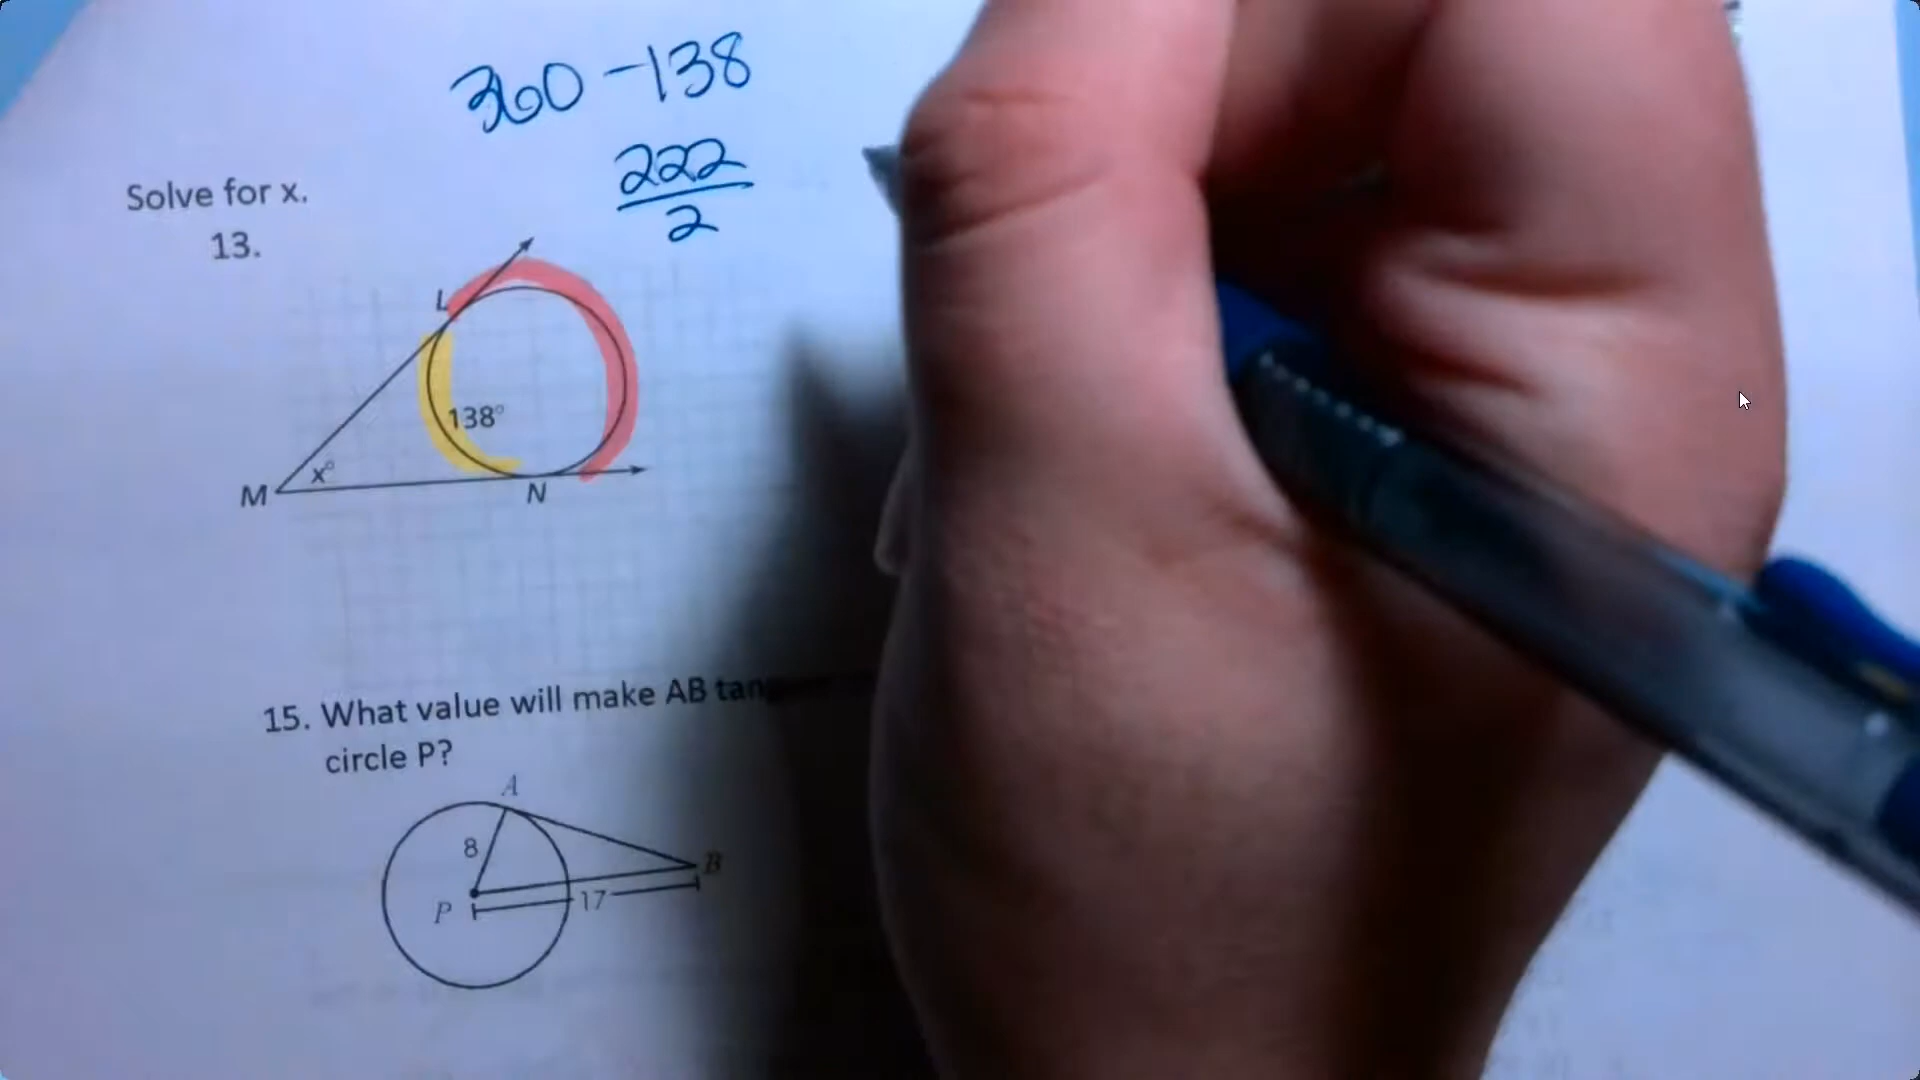 360 - 138
222
2
Solve for x.
13.
L
138°
x°
M
N
15. What value will make AB tan
circle P?
A
8
B
P
17